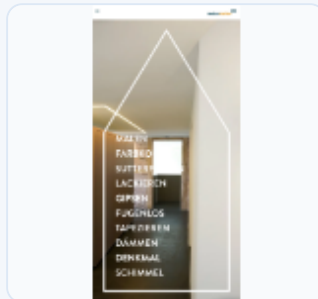 MALEN
LACKIEREN
GIPSEN
FUGENLOS
TAPEZIEREN
DÄMMEN
DENKMAL
SCHIMMEL